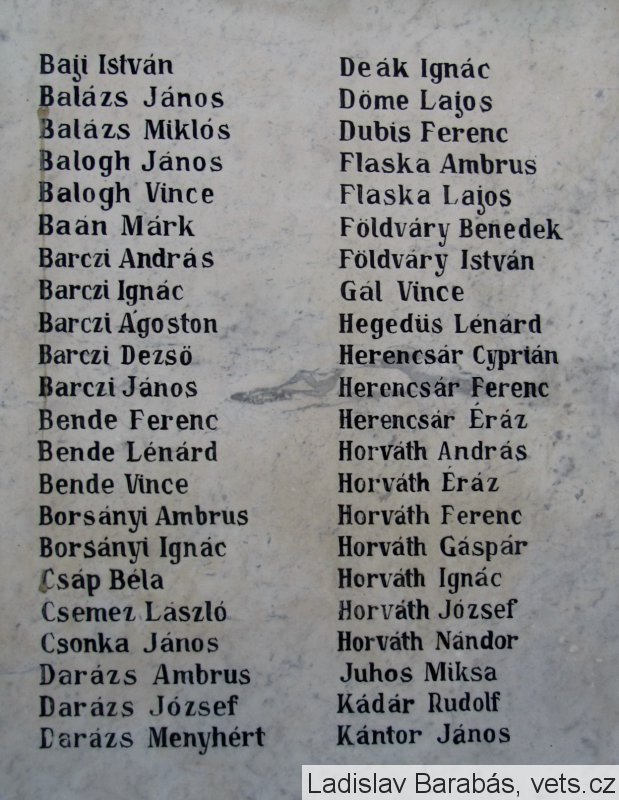 Baji István
Balázs János
Balázs Miklós
Balogh János
Balogh Vince
Baán Márk
Barczi András
Barczi Ignác
Barczi Ágoston
Barczi Dezsö
Barczi János
Bende Ferenc
Bende Lénárd
Bende Vince
Borsányi Ambrus
Borsányi Ignác
Csáp Béla
Csemez László
Csonka János
Darázs Ambrus
Darázs József
Darázs Menyhért
Deák Ignác
Döme Lajos
Dubis Ferenc
Flaska Ambrus
Flaska Lajos
Földváry Benedek
Földváry István
Gál Vince
Hegedüs Lénárd
Herencsár Cyprián
Herencsár Ferenc
Herencsár Éráz
Horváth András
Horváth Éráz
Horváth Ferenc
Horváth Gáspár
Horváth Ignác
Horváth József
Horváth Nándor
Juhos Miksa
Kádár Rudolf
Kántor János
Ladislav Barabás, vets.cz